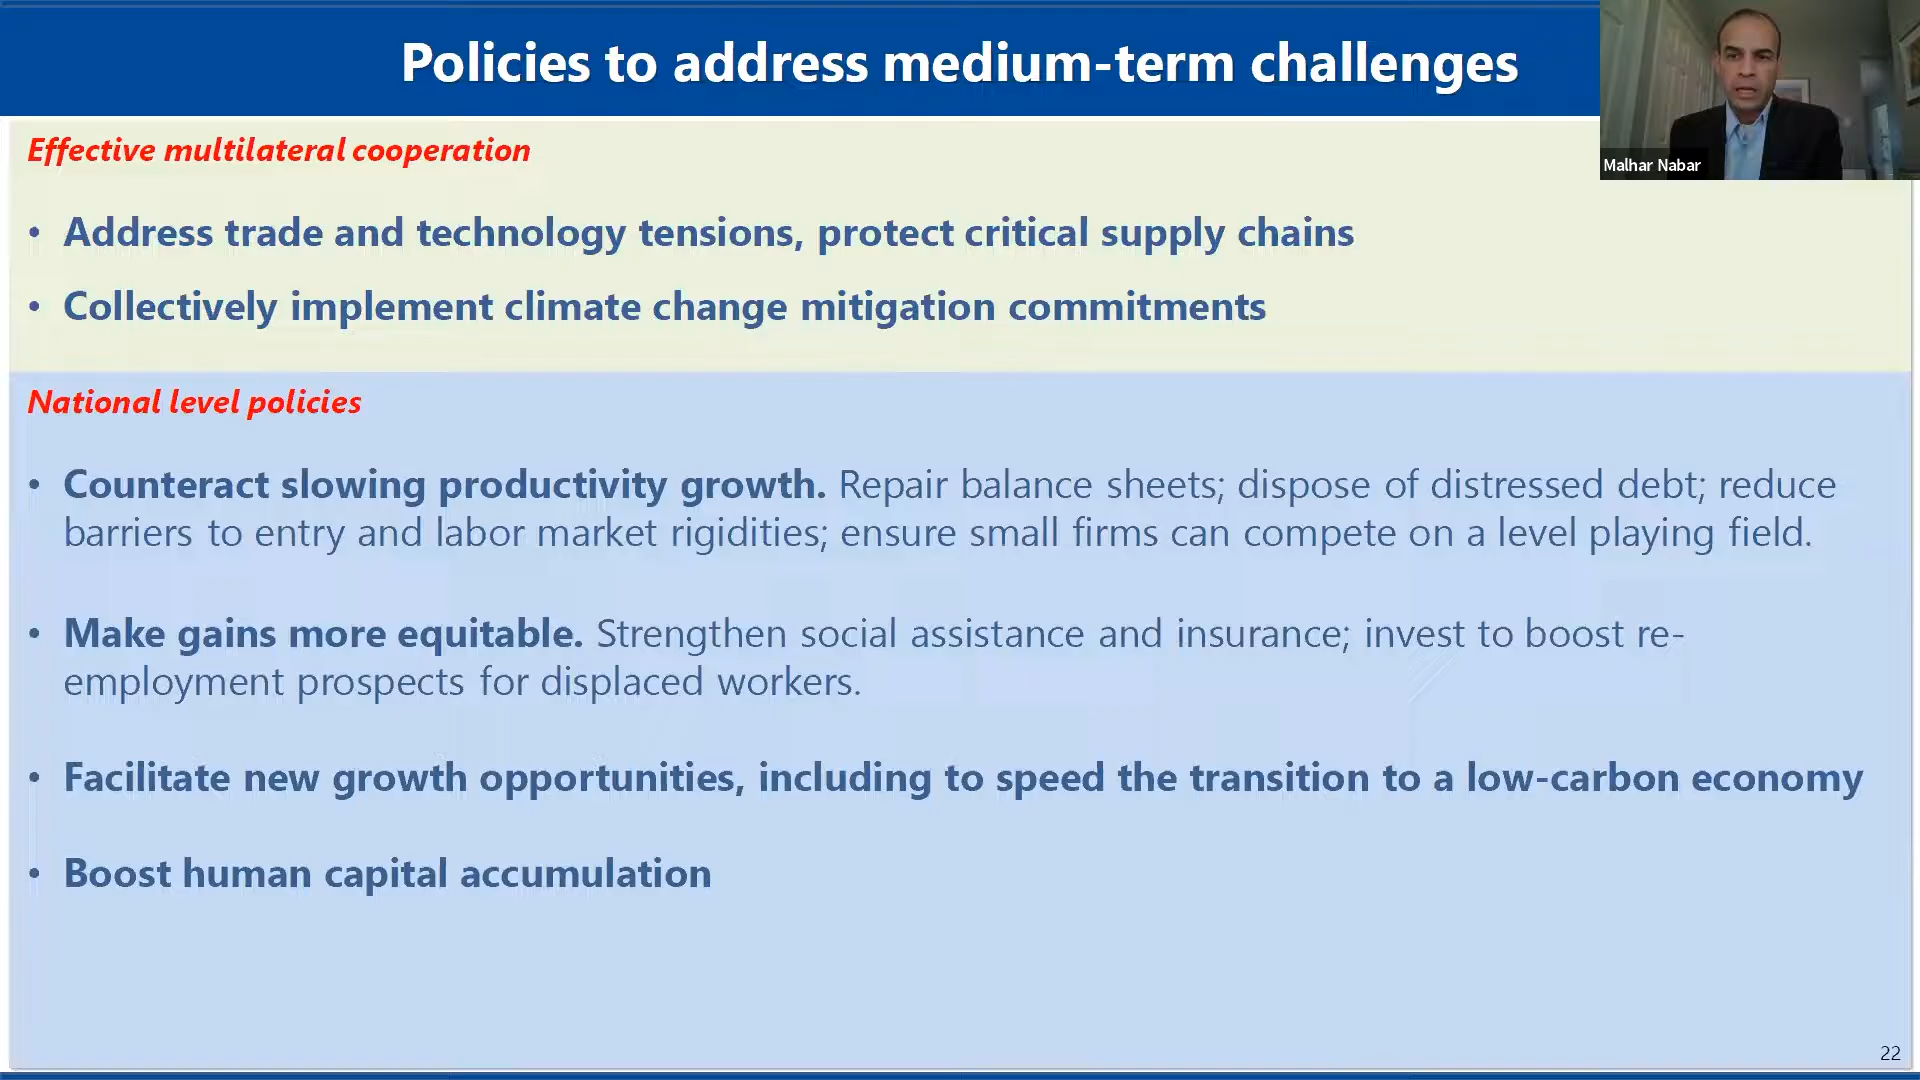 Policies to address medium-term challenges
Malhar Nabar
Effective multilateral cooperation
• Address trade and technology tensions, protect critical supply chains
• Collectively implement climate change mitigation commitments
National level policies
• Counteract slowing productivity growth. Repair balance sheets; dispose of distressed debt; reduce
barriers to entry and labor market rigidities; ensure small firms can compete on a level playing field.
• Make gains more equitable. Strengthen social assistance and insurance; invest to boost re-
employment prospects for displaced workers.
• Facilitate new growth opportunities, including to speed the transition to a low-carbon economy
• Boost human capital accumulation
22